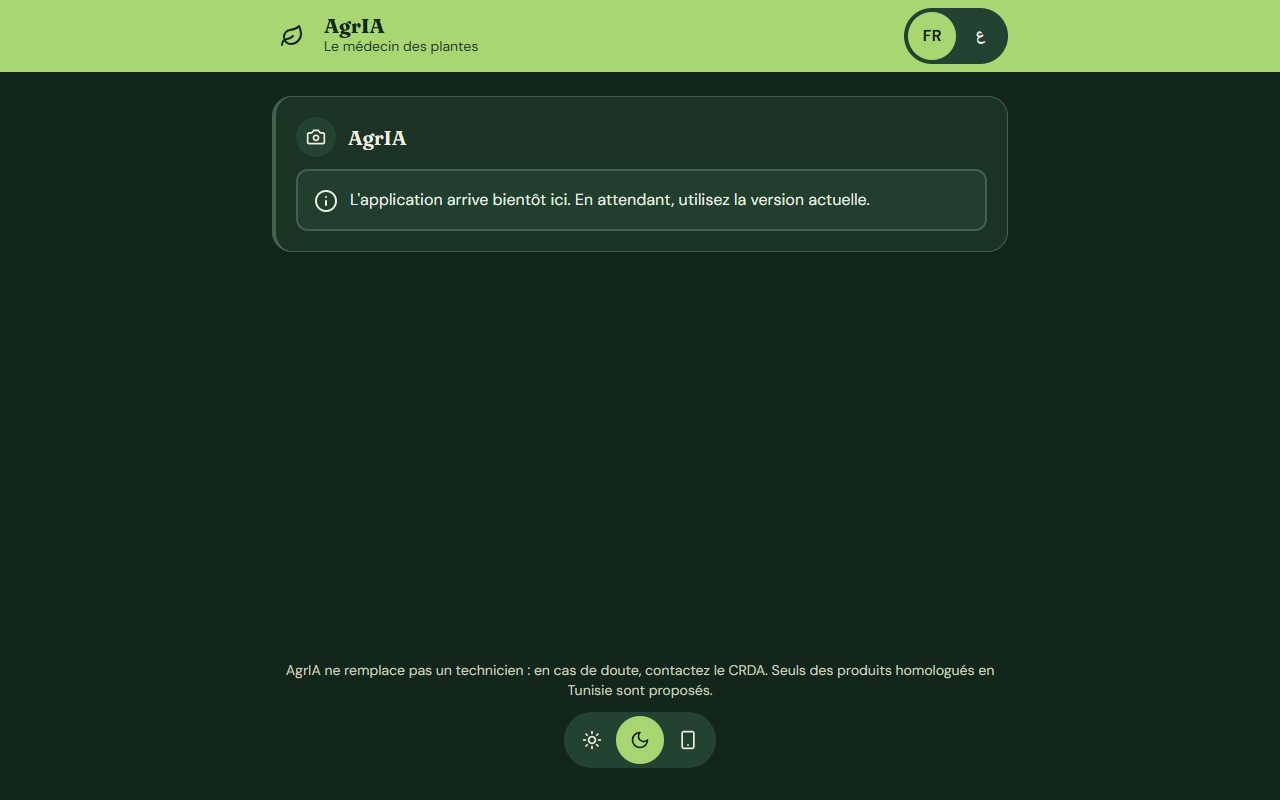 AgrIA
Le médecin des plantes
FR
ع
AgrIA
L'application arrive bientôt ici. En attendant, utilisez la version actuelle.
AgrIA ne remplace pas un technicien : en cas de doute, contactez le CRDA. Seuls des produits homologués en
Tunisie sont proposés.